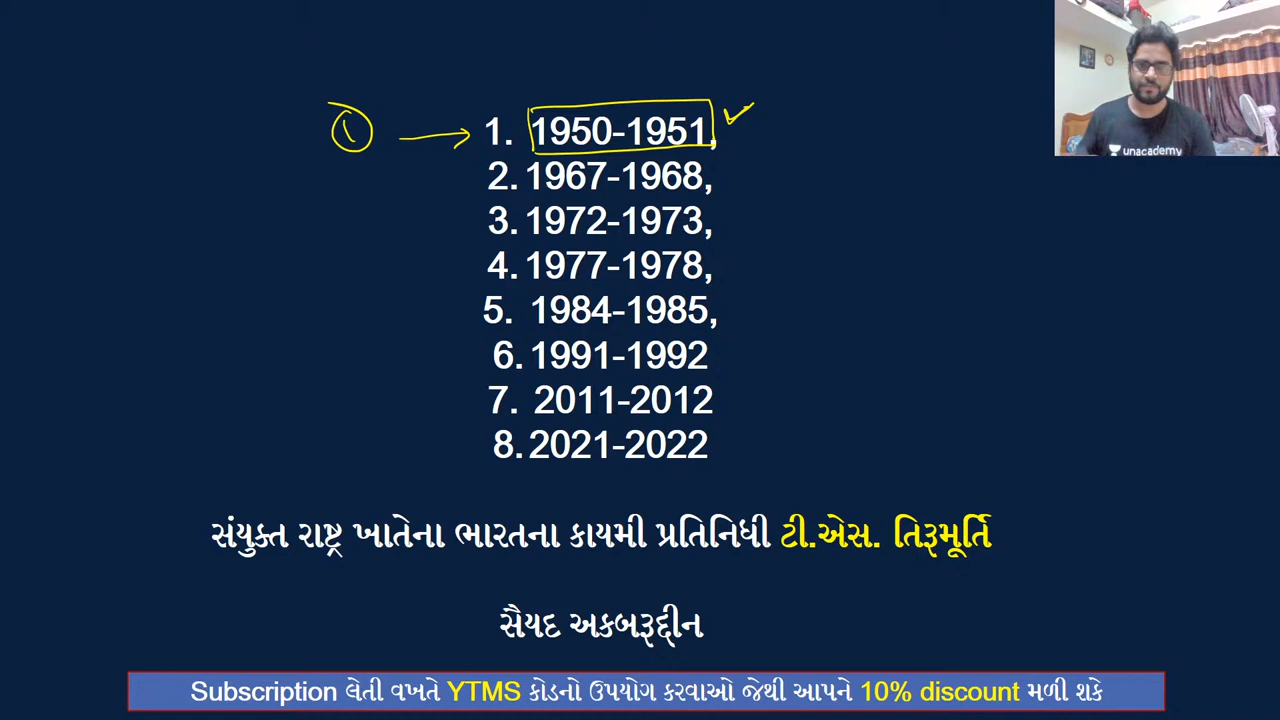 ① → 1. 1950-1951, ✓
2. 1967-1968,
3. 1972-1973,
4. 1977-1978,
5. 1984-1985,
6. 1991-1992
7. 2011-2012
8. 2021-2022
સંયુક્ત રાષ્ટ્ર ખાતેના ભારતના કાયમી પ્રતિનિધી ટી.એસ. તિરૂમૂર્તિ
સૈયદ અકબરૂદ્દીન
Subscription લેતી વખતે YTMS કોડનો ઉપયોગ કરવાઓ જેથી આપને 10% discount મળી શકે
unacademy